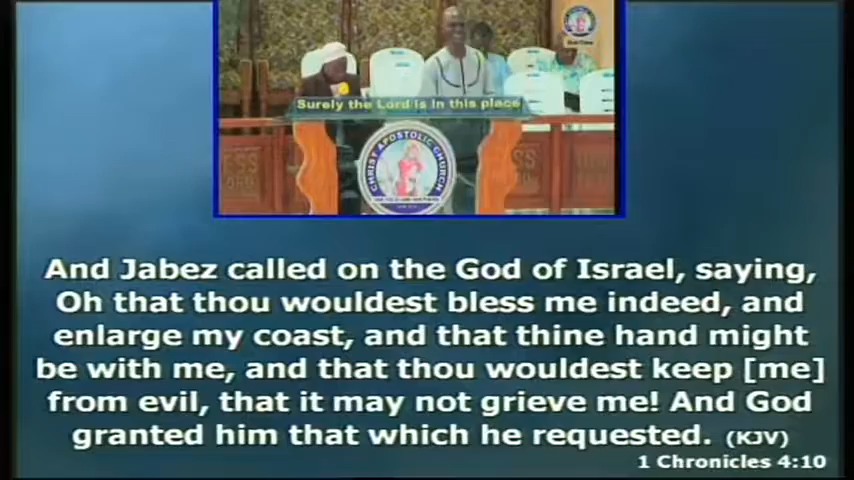 Surely the Lord is in this place
CHRIST APOSTOLIC CHURCH
And Jabez called on the God of Israel, saying,
Oh that thou wouldest bless me indeed, and
enlarge my coast, and that thine hand might
be with me, and that thou wouldest keep [me]
from evil, that it may not grieve me! And God
granted him that which he requested. (KJV)
1 Chronicles 4:10